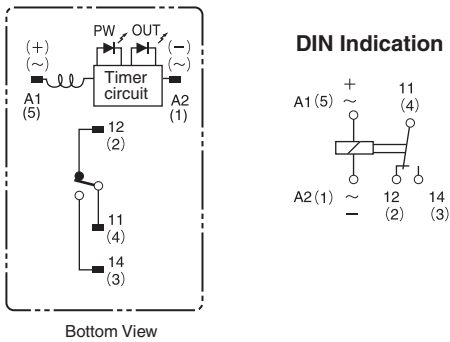 PW OUT
(+) (−)
(~) (~)
Timer
circuit
A1 A2
(5) (1)
12
(2)
11
(4)
14
(3)
Bottom View
DIN Indication
+ 11
A1(5) ~ (4)
A2(1) ~ 12 14
− (2) (3)